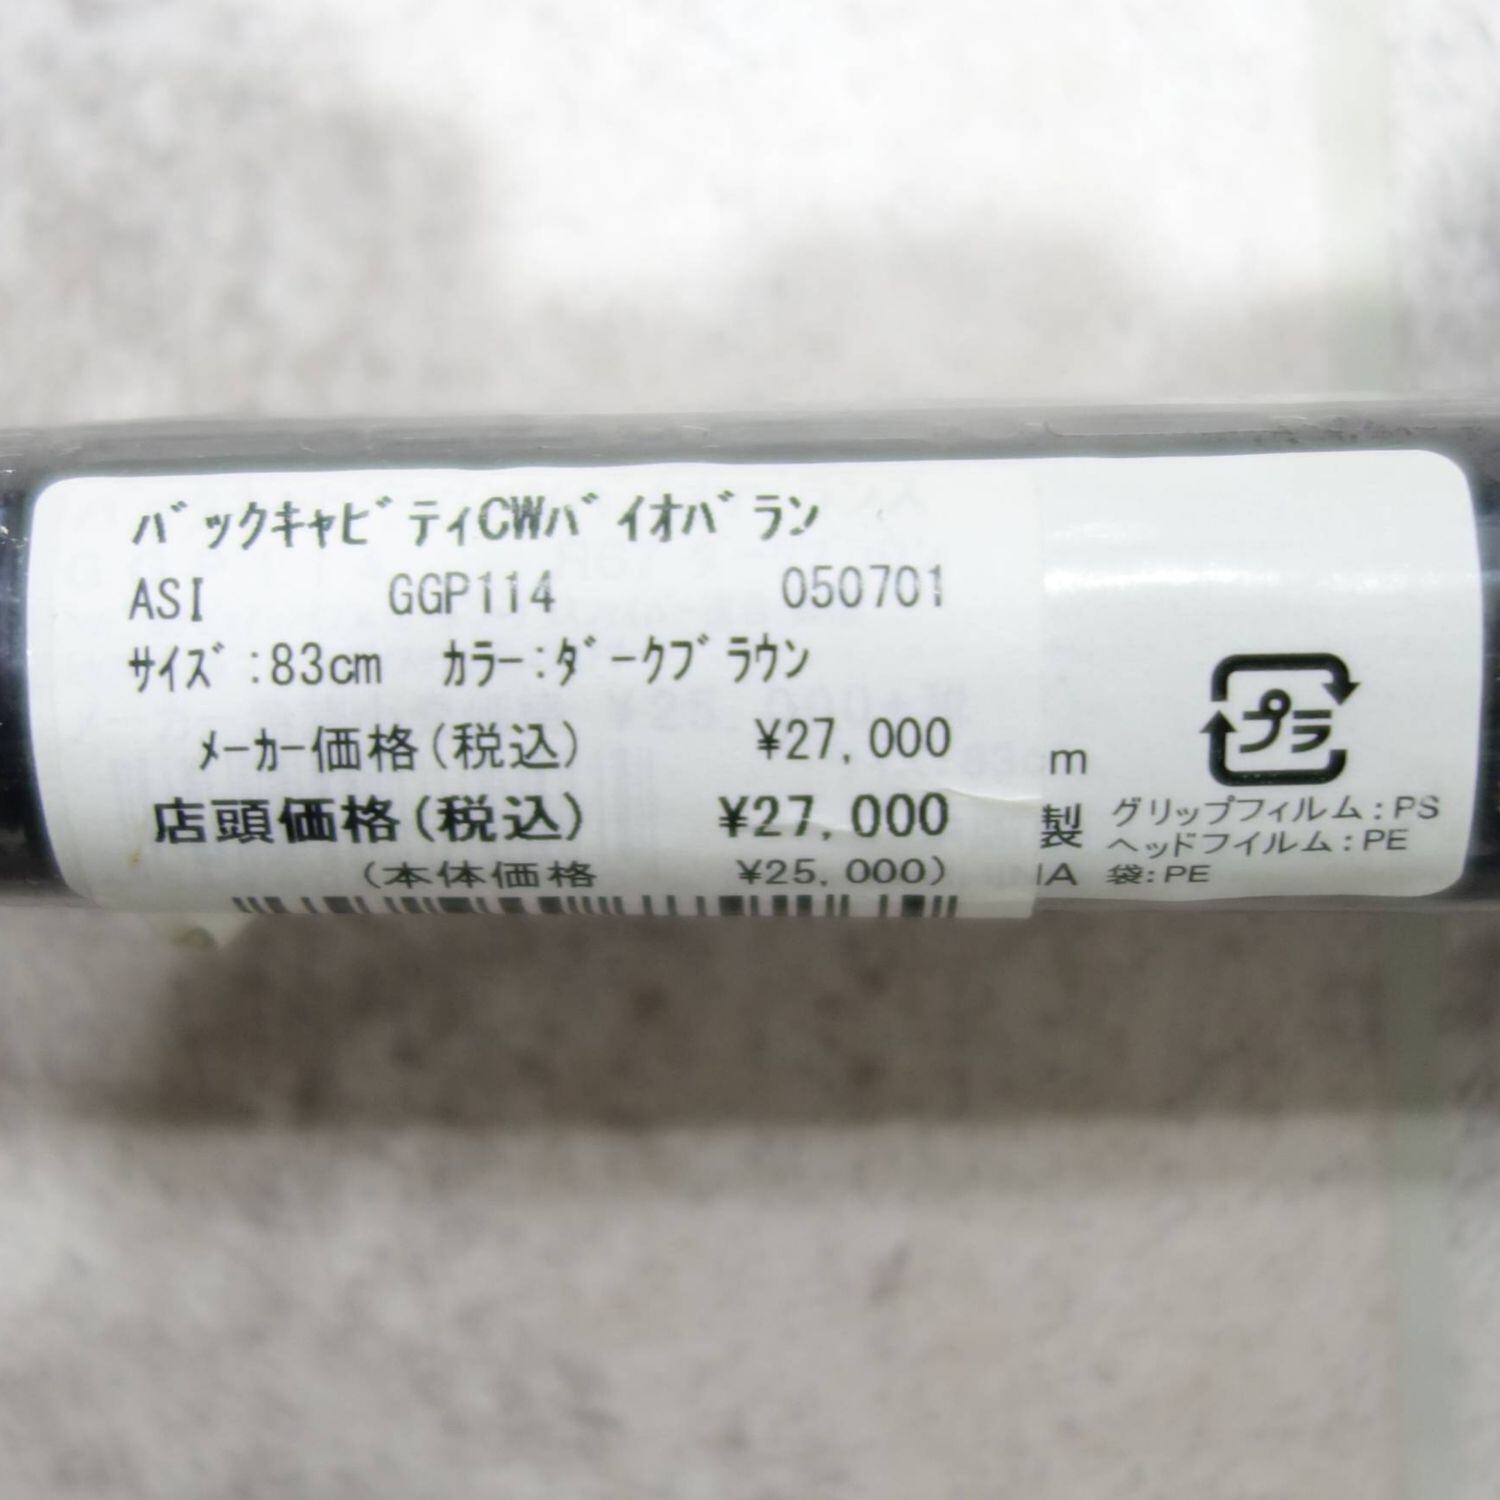 ﾊﾞックキャビﾞティCWバﾞイオバﾞラン
ASI GGP114 050701
サイズﾞ:83cm カラー:ダﾞークブﾞラウン
メーカー価格(税込) ¥27,000
店頭価格(税込) ¥27,000
(本体価格 ¥25,000)
m
製
プラ
グリップフィルム:PS
ヘッドフイルム:PE
袋:PE